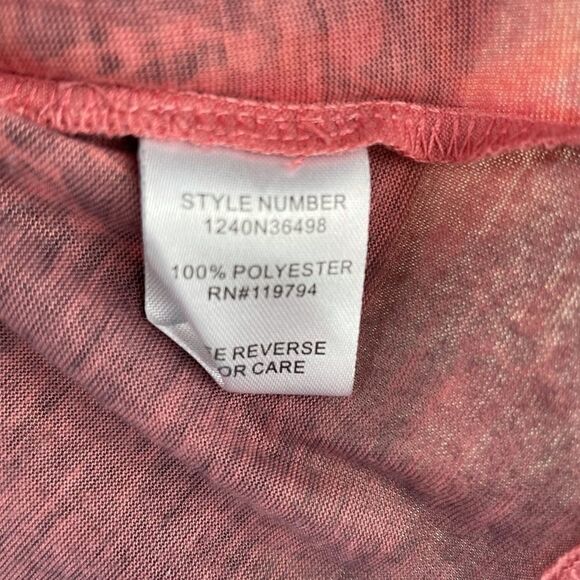 STYLE NUMBER
1240N36498
100% POLYESTER
RN#119794
E REVERSE
OR CARE